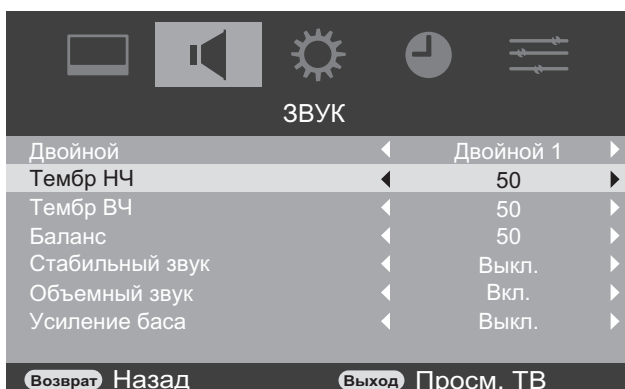 ЗВУК
Двойной Двойной 1
Тембр НЧ 50
Тембр ВЧ 50
Баланс 50
Стабильный звук Выкл.
Объемный звук Вкл.
Усиление баса Выкл.
Возврат Назад Выход Просм. ТВ